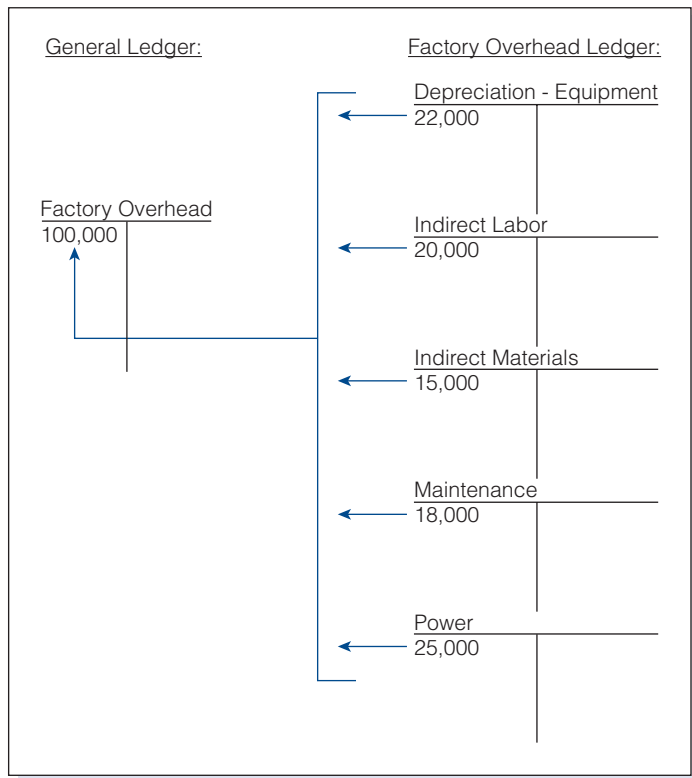 General Ledger:
Factory Overhead Ledger:
Depreciation - Equipment
22,000
Factory Overhead
100,000
Indirect Labor
20,000
Indirect Materials
15,000
Maintenance
18,000
Power
25,000